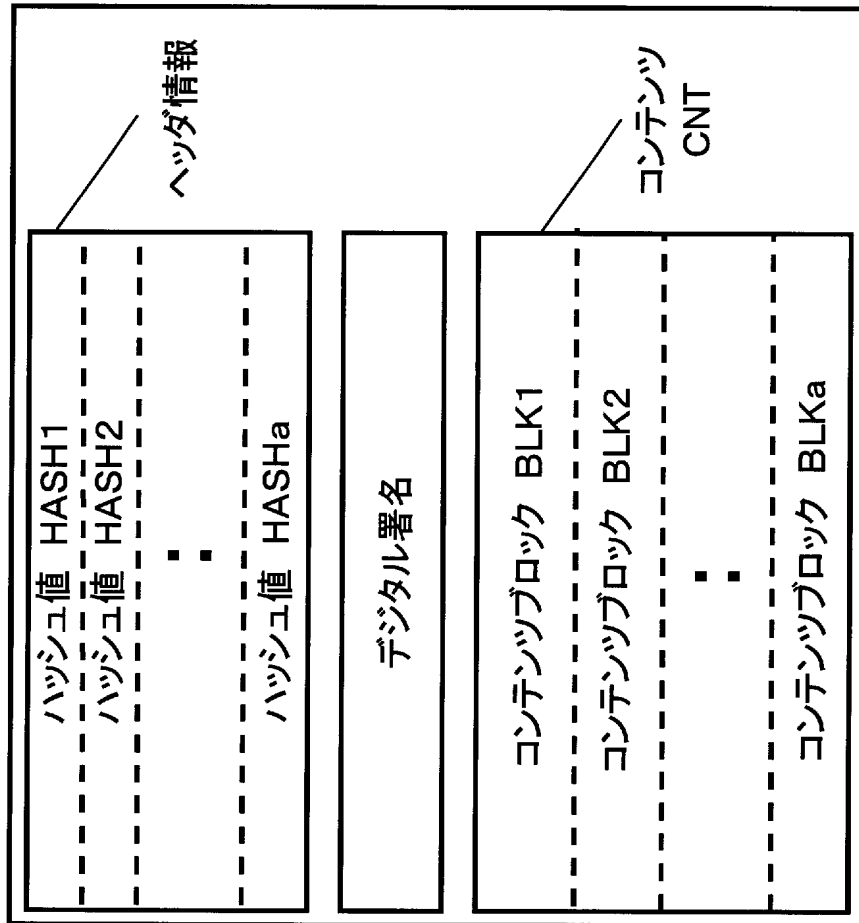 ヘッダ情報
ハッシュ値 HASH1
ハッシュ値 HASH2
ハッシュ値 HASHa
デジタル署名
コンテンツ
CNT
コンテンツブロック BLK1
コンテンツブロック BLK2
コンテンツブロック BLKa